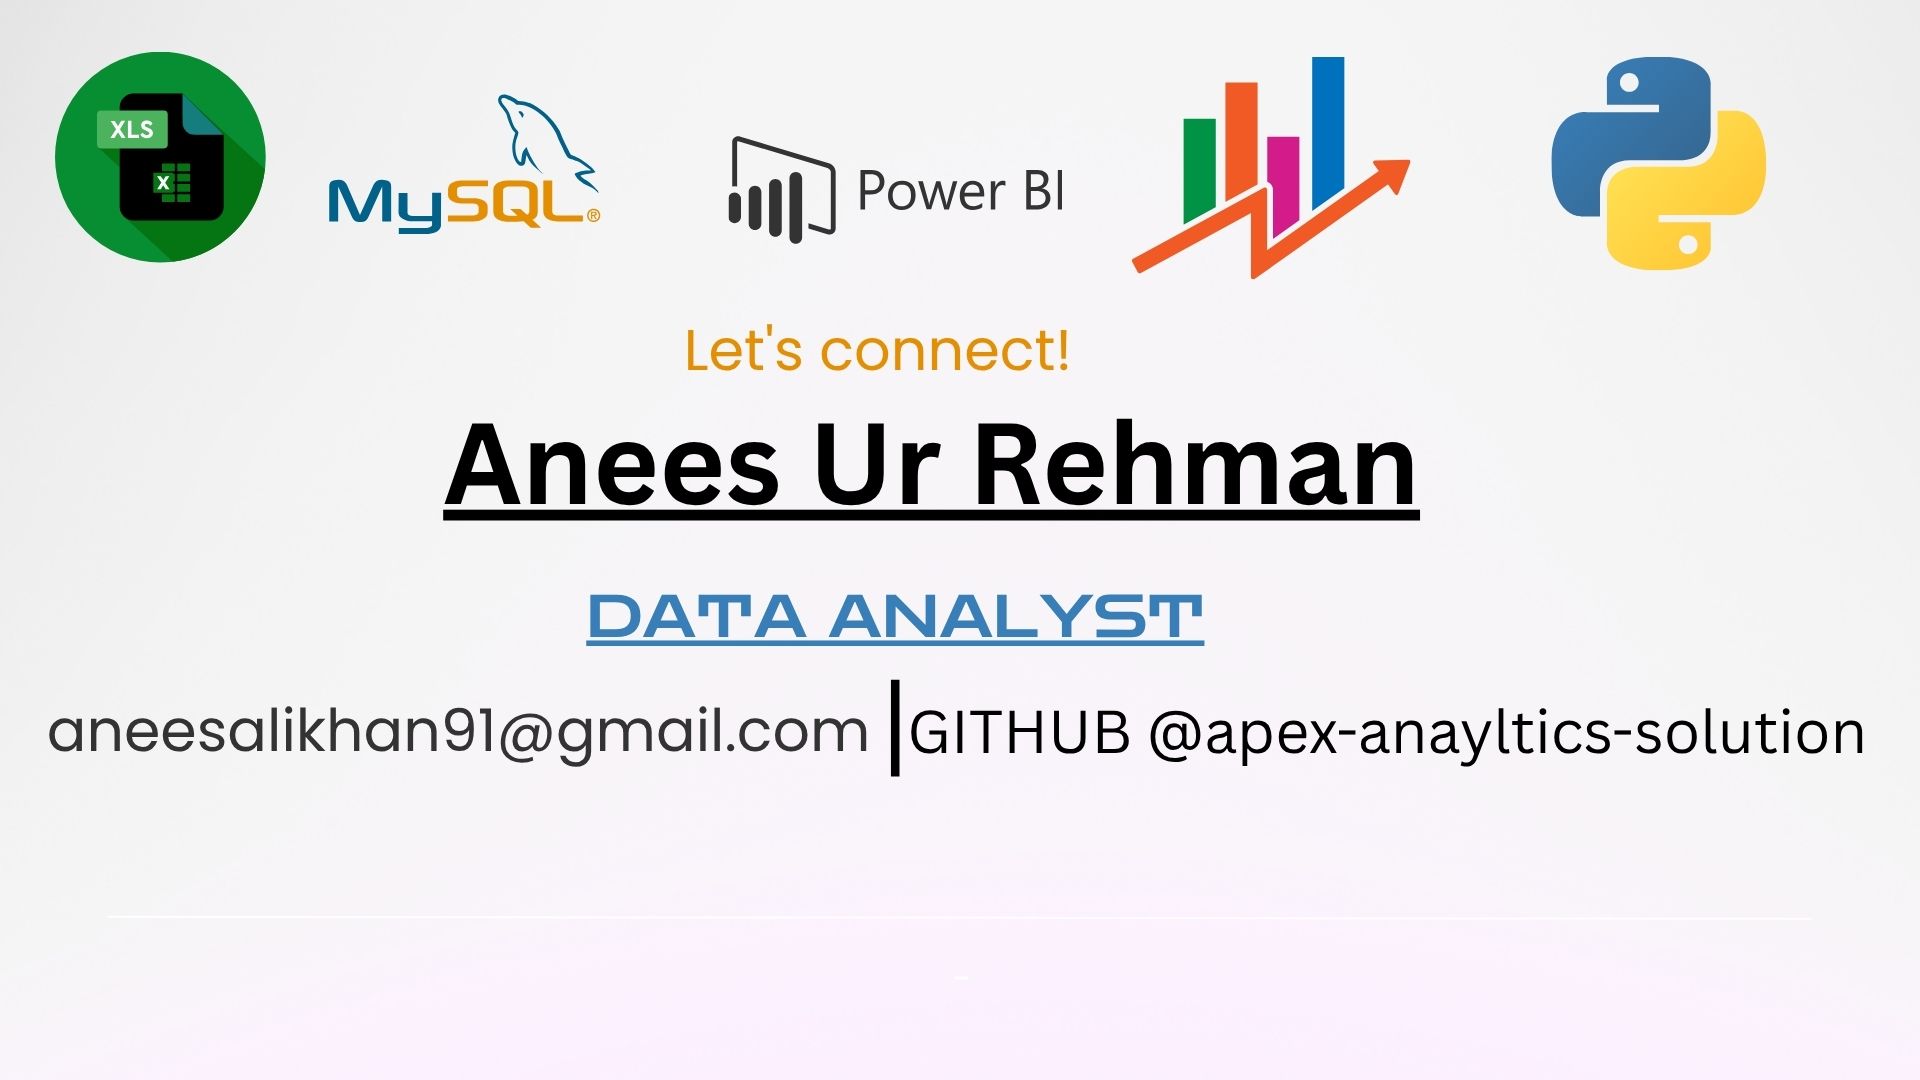 XLS
X
MySQL®
Power BI
Let's connect!
Anees Ur Rehman
DATA ANALYST
aneesalikhan91@gmail.com | GITHUB @apex-anayltics-solution
-